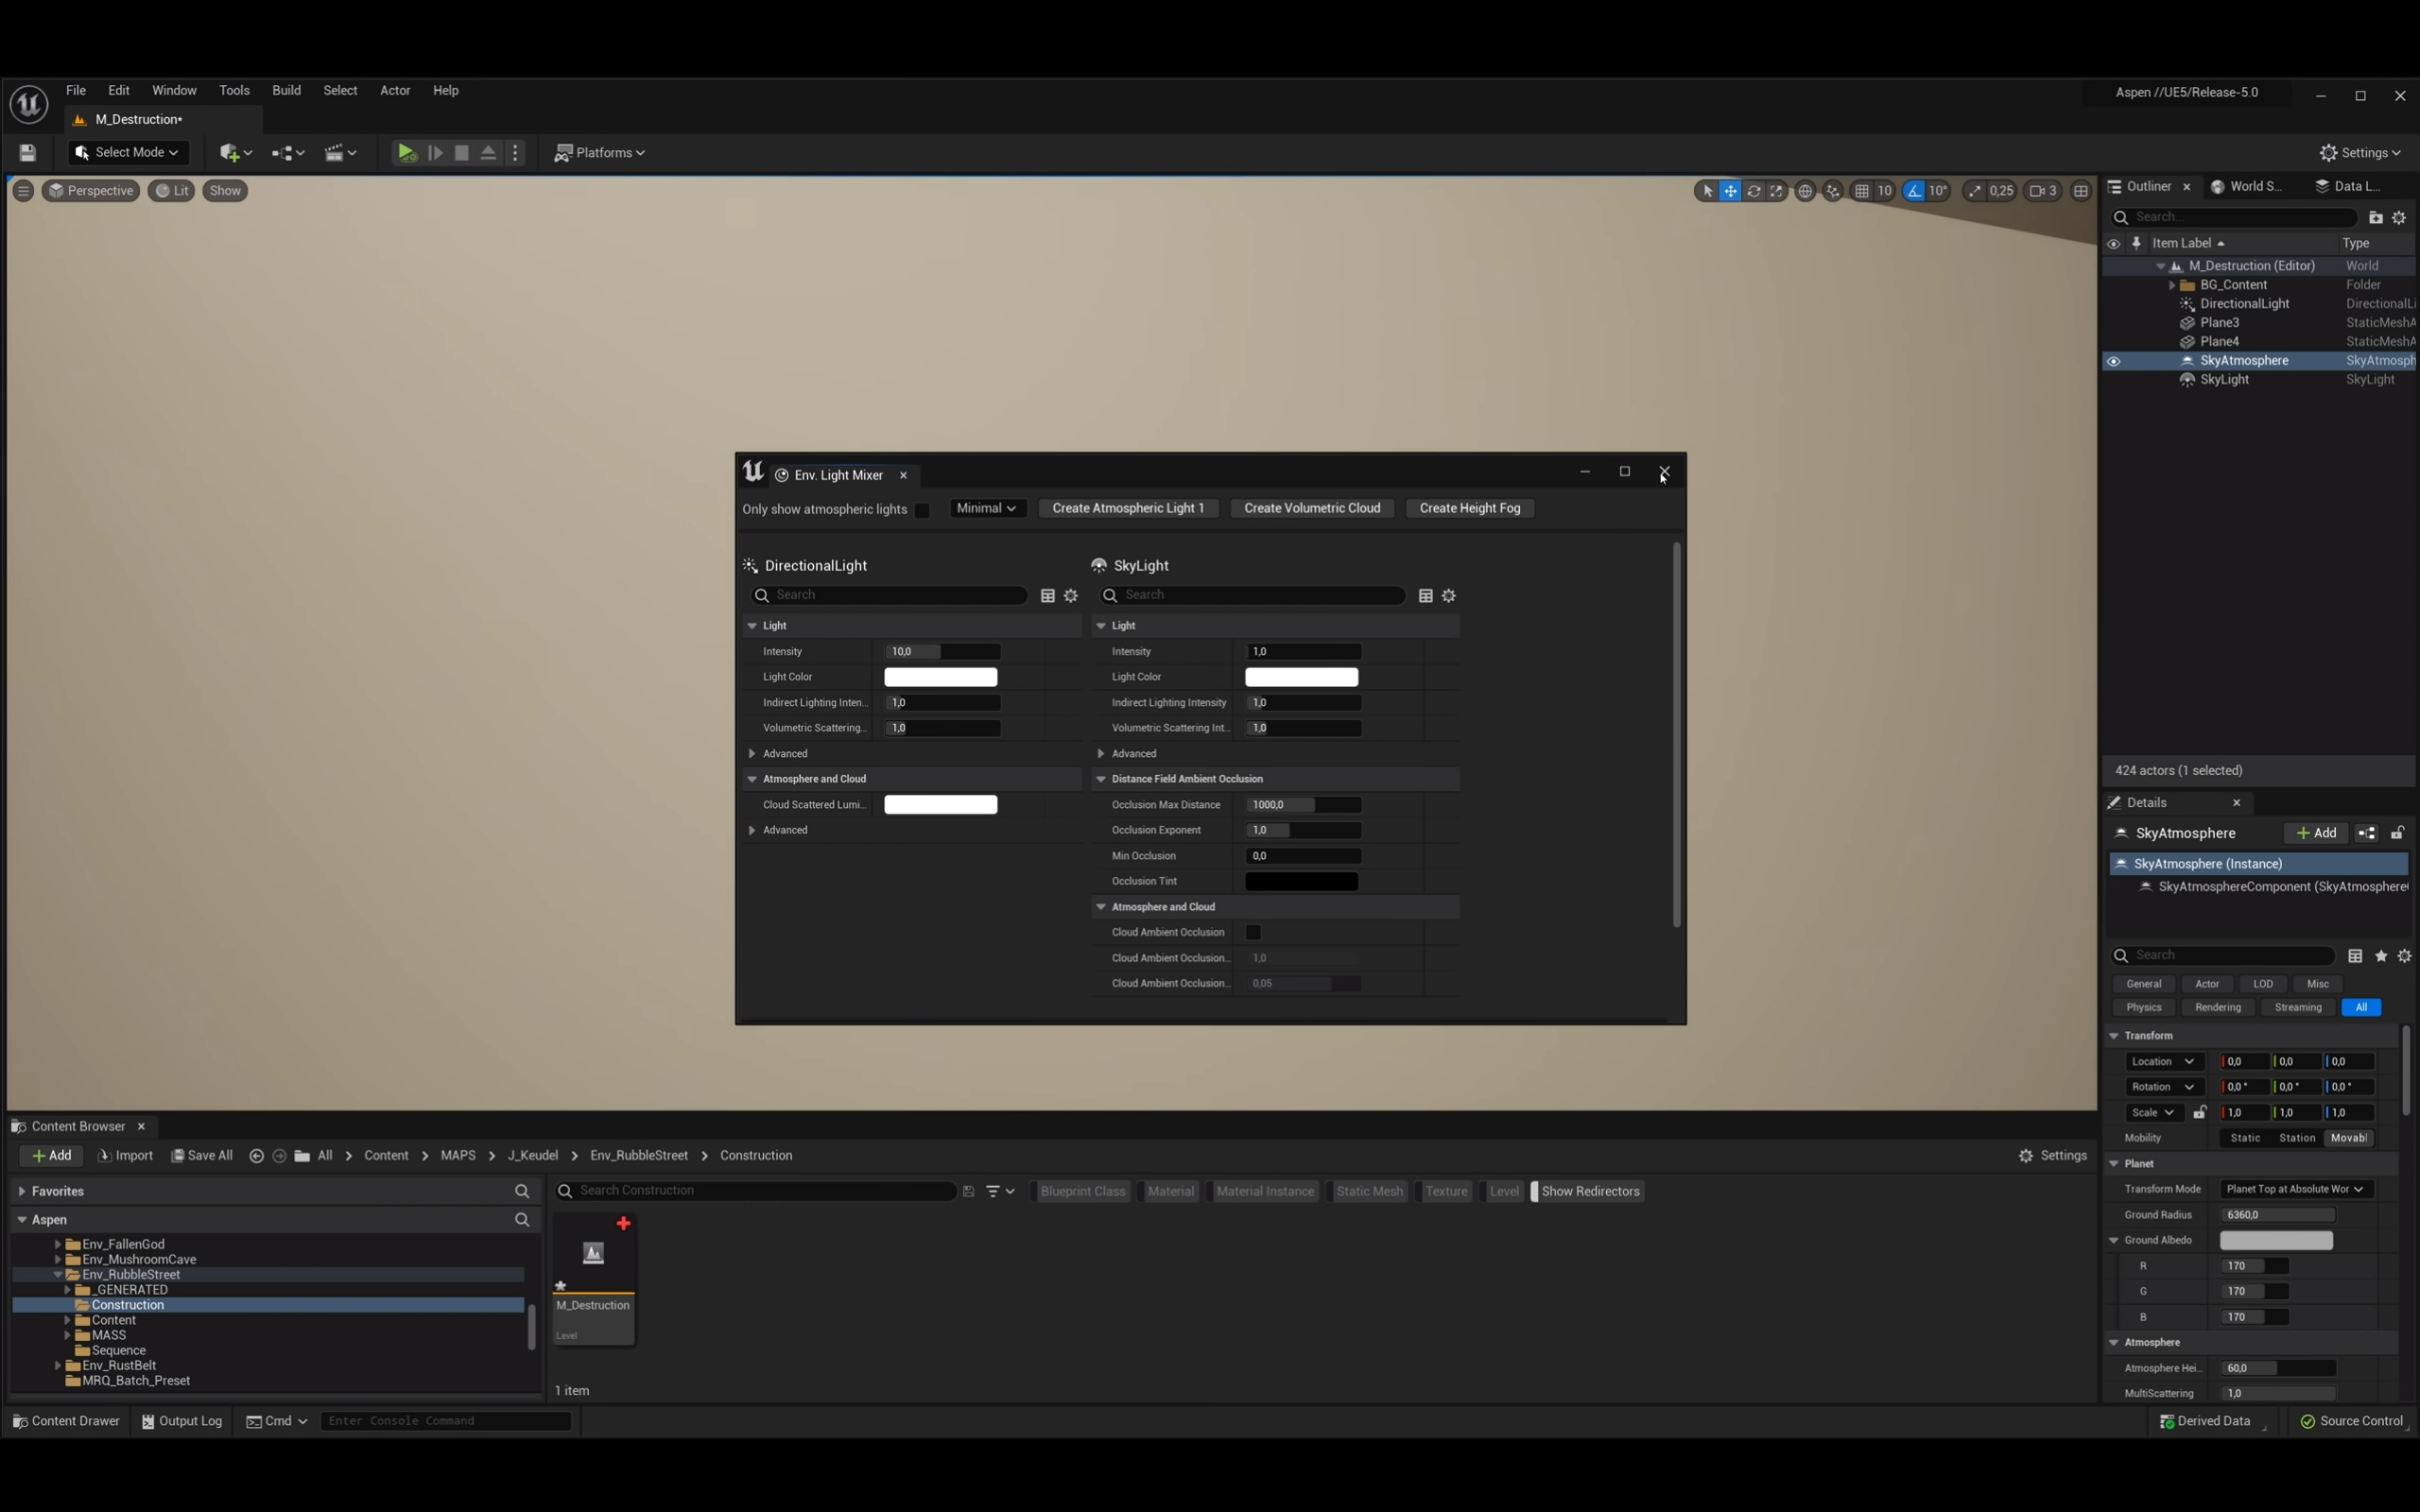 File Edit Window Tools Build Select Actor Help
Aspen //UE5/Release-5.0
M_Destruction*
Select Mode
Platforms
Settings
Perspective Lit Show
10 10° 0,25 3
Outliner World S... Data L...
Search...
Item Label Type
M_Destruction (Editor) World
BG_Content Folder
DirectionalLight DirectionalLi
Plane3 StaticMeshA
Plane4 StaticMeshA
SkyAtmosphere SkyAtmosph
SkyLight SkyLight
424 actors (1 selected)
Env. Light Mixer
Only show atmospheric lights Minimal Create Atmospheric Light 1 Create Volumetric Cloud Create Height Fog
DirectionalLight
Search
Light
Intensity 10,0
Light Color
Indirect Lighting Inten... 1,0
Volumetric Scattering... 1,0
Advanced
Atmosphere and Cloud
Cloud Scattered Lumi...
Advanced
SkyLight
Search
Light
Intensity 1,0
Light Color
Indirect Lighting Intensity 1,0
Volumetric Scattering Int... 1,0
Advanced
Distance Field Ambient Occlusion
Occlusion Max Distance 1000,0
Occlusion Exponent 1,0
Min Occlusion 0,0
Occlusion Tint
Atmosphere and Cloud
Cloud Ambient Occlusion
Cloud Ambient Occlusion... 1,0
Cloud Ambient Occlusion... 0,05
Details
SkyAtmosphere Add
SkyAtmosphere (Instance)
SkyAtmosphereComponent (SkyAtmosphere
Search
General Actor LOD Misc
Physics Rendering Streaming All
Transform
Location 0,0 0,0 0,0
Rotation 0,0 ° 0,0 ° 0,0 °
Scale 1,0 1,0 1,0
Mobility Static Station Movabl
Planet
Transform Mode Planet Top at Absolute Wor
Ground Radius 6360,0
Ground Albedo
R 170
G 170
B 170
Atmosphere
Atmosphere Hei... 60,0
MultiScattering 1,0
Content Browser
Add Import Save All All Content MAPS J_Keudel Env_RubbleStreet Construction
Settings
Favorites
Aspen
Env_FallenGod
Env_MushroomCave
Env_RubbleStreet
_GENERATED
Construction
Content
MASS
Sequence
Env_RustBelt
MRQ_Batch_Preset
Search Construction
Blueprint Class Material Material Instance Static Mesh Texture Level Show Redirectors
M_Destruction
Level
1 item
Content Drawer Output Log Cmd Enter Console Command
Derived Data Source Control